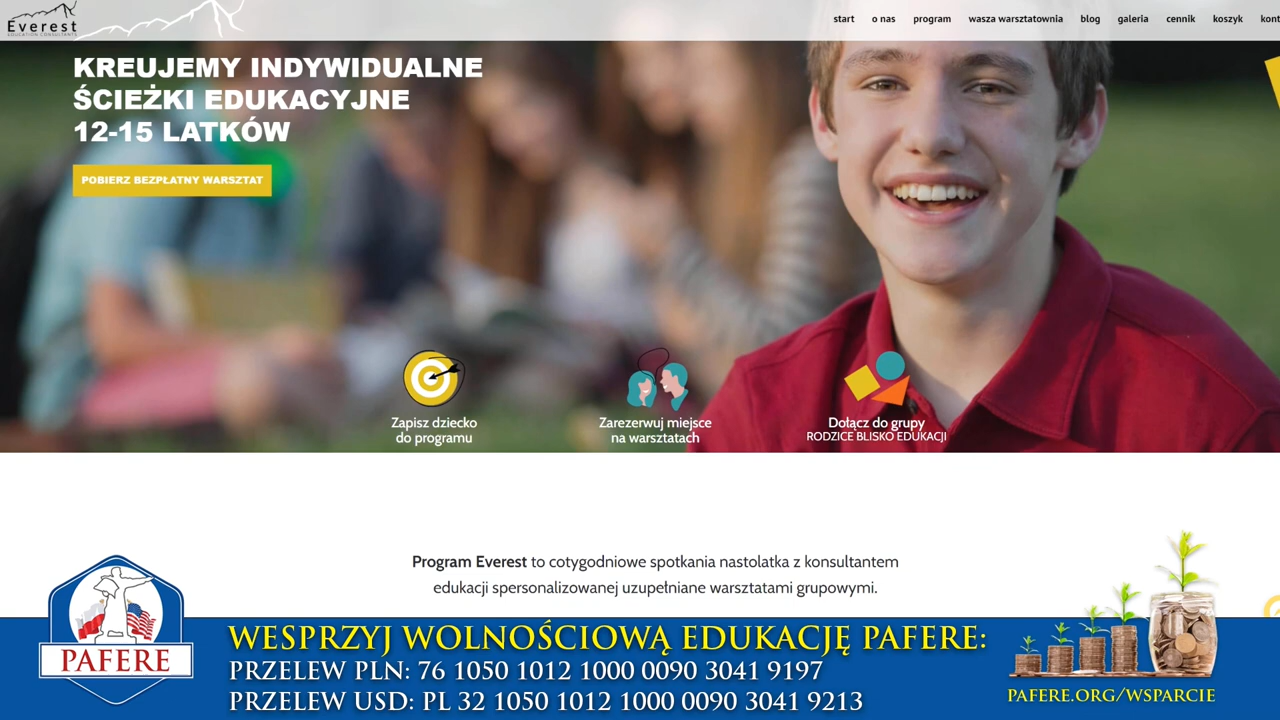 Everest
EDUCATION CONSULTANTS
start o nas program wasza warsztatownia blog galeria cennik koszyk kont
KREUJEMY INDYWIDUALNE
ŚCIEŻKI EDUKACYJNE
12-15 LATKÓW
POBIERZ BEZPŁATNY WARSZTAT
Zapisz dziecko
do programu
Zarezerwuj miejsce
na warsztatach
Dołącz do grupy
RODZICE BLISKO EDUKACJI
Program Everest to cotygodniowe spotkania nastolatka z konsultantem
edukacji spersonalizowanej uzupełniane warsztatami grupowymi.
PAFERE
WESPRZYJ WOLNOŚCIOWĄ EDUKACJĘ PAFERE:
PRZELEW PLN: 76 1050 1012 1000 0090 3041 9197
PRZELEW USD: PL 32 1050 1012 1000 0090 3041 9213
PAFERE.ORG/WSPARCIE